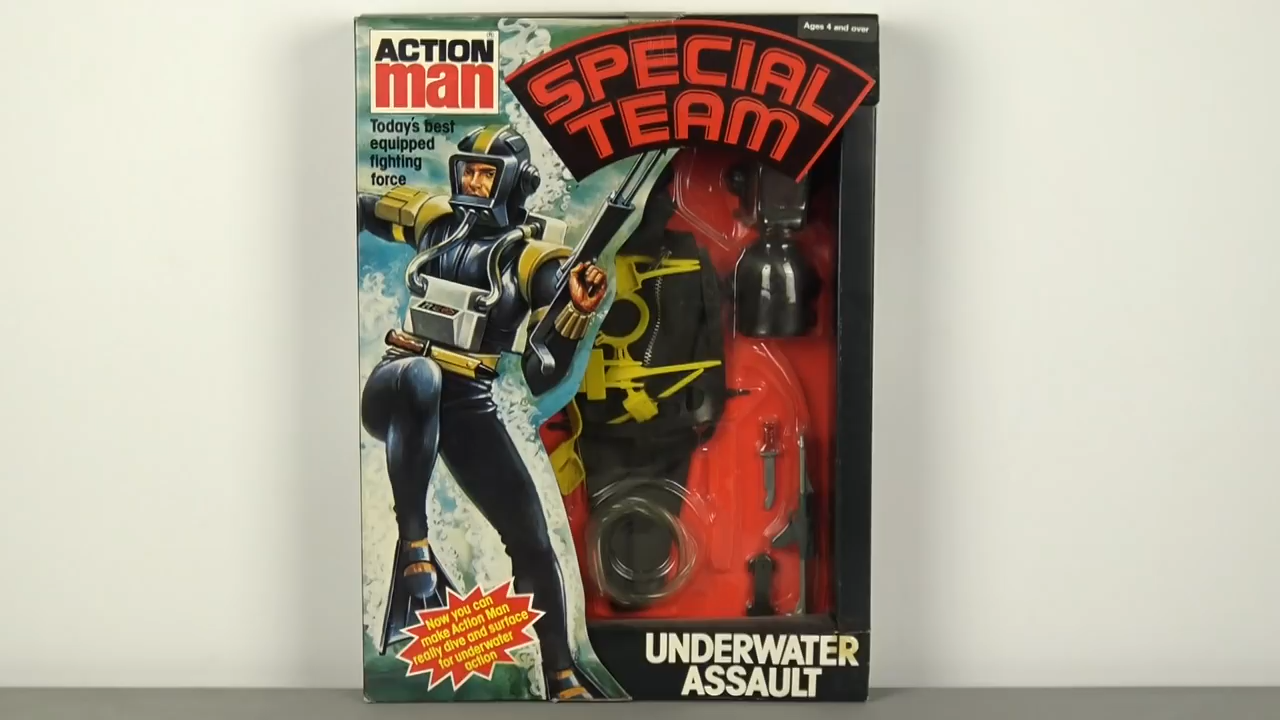 ACTION
man
®
Ages 4 and over
SPECIAL
TEAM
Today's best
equipped
fighting
force
Now you can
make Action Man
really dive and surface
for underwater
action
UNDERWATER
ASSAULT